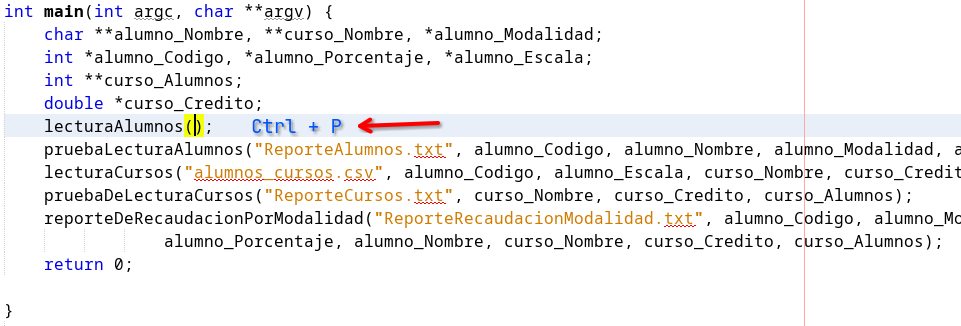 int main(int argc, char **argv) {
char **alumno_Nombre, **curso_Nombre, *alumno_Modalidad;
int *alumno_Codigo, *alumno_Porcentaje, *alumno_Escala;
int **curso_Alumnos;
double *curso_Credito;
lecturaAlumnos(); Ctrl + P
pruebaLecturaAlumnos("ReporteAlumnos.txt", alumno_Codigo, alumno_Nombre, alumno_Modalidad, a
lecturaCursos("alumnos_cursos.csv", alumno_Codigo, alumno_Escala, curso_Nombre, curso_Credit
pruebaDeLecturaCursos("ReporteCursos.txt", curso_Nombre, curso_Credito, curso_Alumnos);
reporteDeRecaudacionPorModalidad("ReporteRecaudacionModalidad.txt", alumno_Codigo, alumno_Mo
alumno_Porcentaje, alumno_Nombre, curso_Nombre, curso_Credito, curso_Alumnos);
return 0;
}